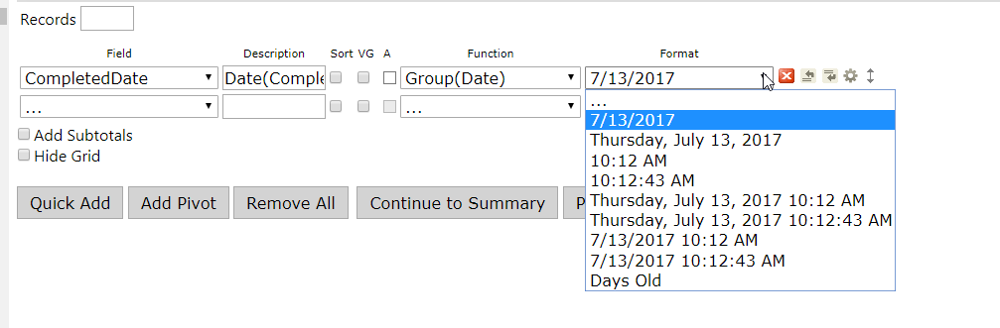 Records
Field Description Sort VG A Function Format
CompletedDate Date(Comple Group(Date) 7/13/2017
... ...
...
7/13/2017
Thursday, July 13, 2017
10:12 AM
10:12:43 AM
Thursday, July 13, 2017 10:12 AM
Thursday, July 13, 2017 10:12:43 AM
7/13/2017 10:12 AM
7/13/2017 10:12:43 AM
Days Old
Add Subtotals
Hide Grid
Quick Add Add Pivot Remove All Continue to Summary P